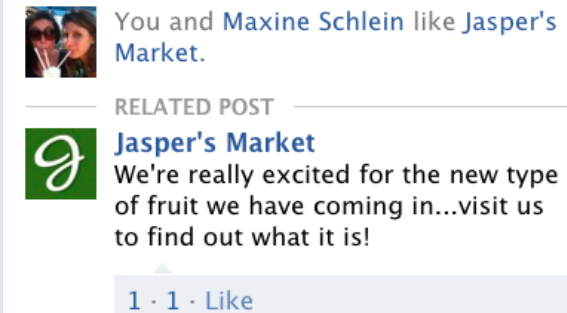 You and Maxine Schlein like Jasper's
Market.
RELATED POST
Jasper's Market
We're really excited for the new type
of fruit we have coming in...visit us
to find out what it is!
1 · 1 · Like